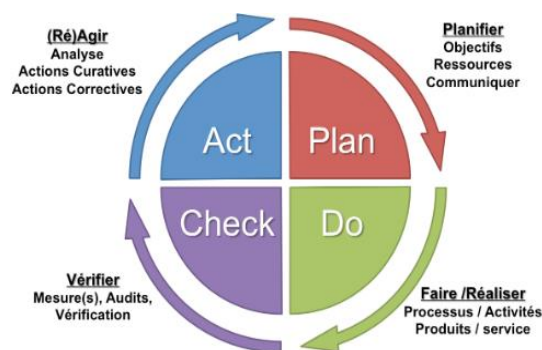 (Ré)Agir
Analyse
Actions Curatives
Actions Correctives
Planifier
Objectifs
Ressources
Communiquer
Act
Plan
Check
Do
Vérifier
Mesure(s), Audits,
Vérification
Faire /Réaliser
Processus / Activités
Produits / service